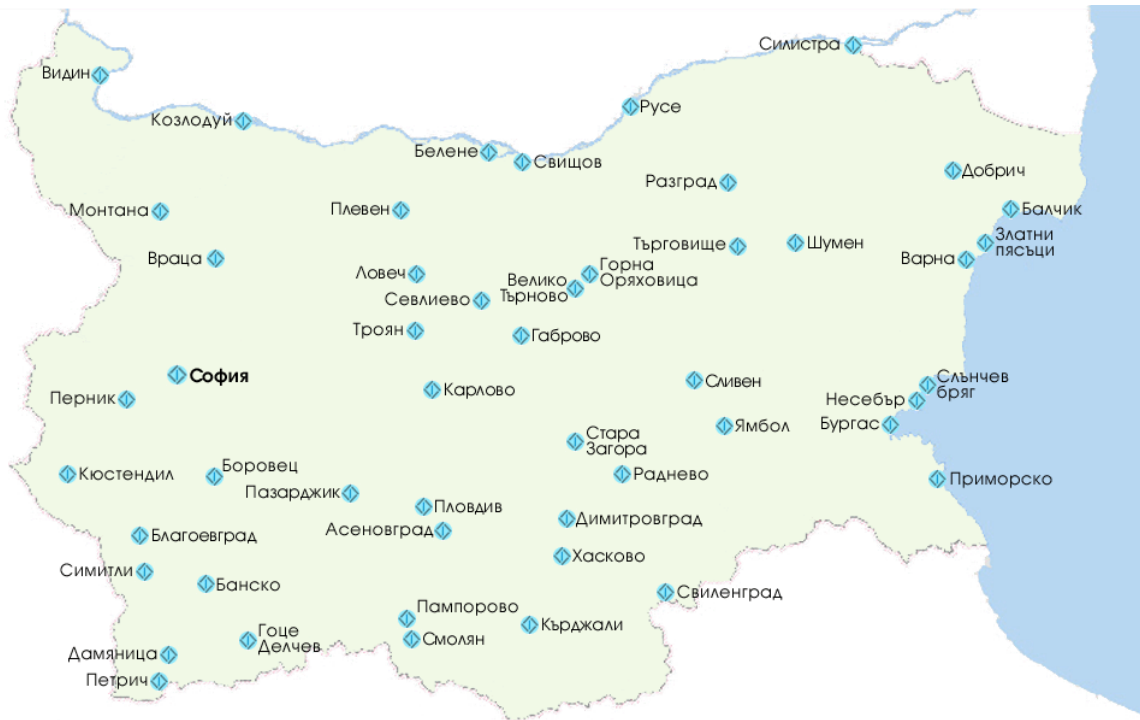 Силистра
Видин
Русе
Козлодуй
Белене
Свищов
Добрич
Разград
Монтана
Плевен
Балчик
Златни
пясъци
Търговище
Шумен
Враца
Варна
Ловеч
Горна
Оряховица
Велико
Търново
Севлиево
Троян
Габрово
София
Сливен
Слънчев
бряг
Карлово
Перник
Несебър
Ямбол
Бургас
Стара
Загора
Кюстендил
Боровец
Раднево
Приморско
Пазарджик
Пловдив
Димитровград
Асеновград
Благоевград
Хасково
Симитли
Банско
Свиленград
Пампорово
Кърджали
Гоце
Делчев
Смолян
Дамяница
Петрич